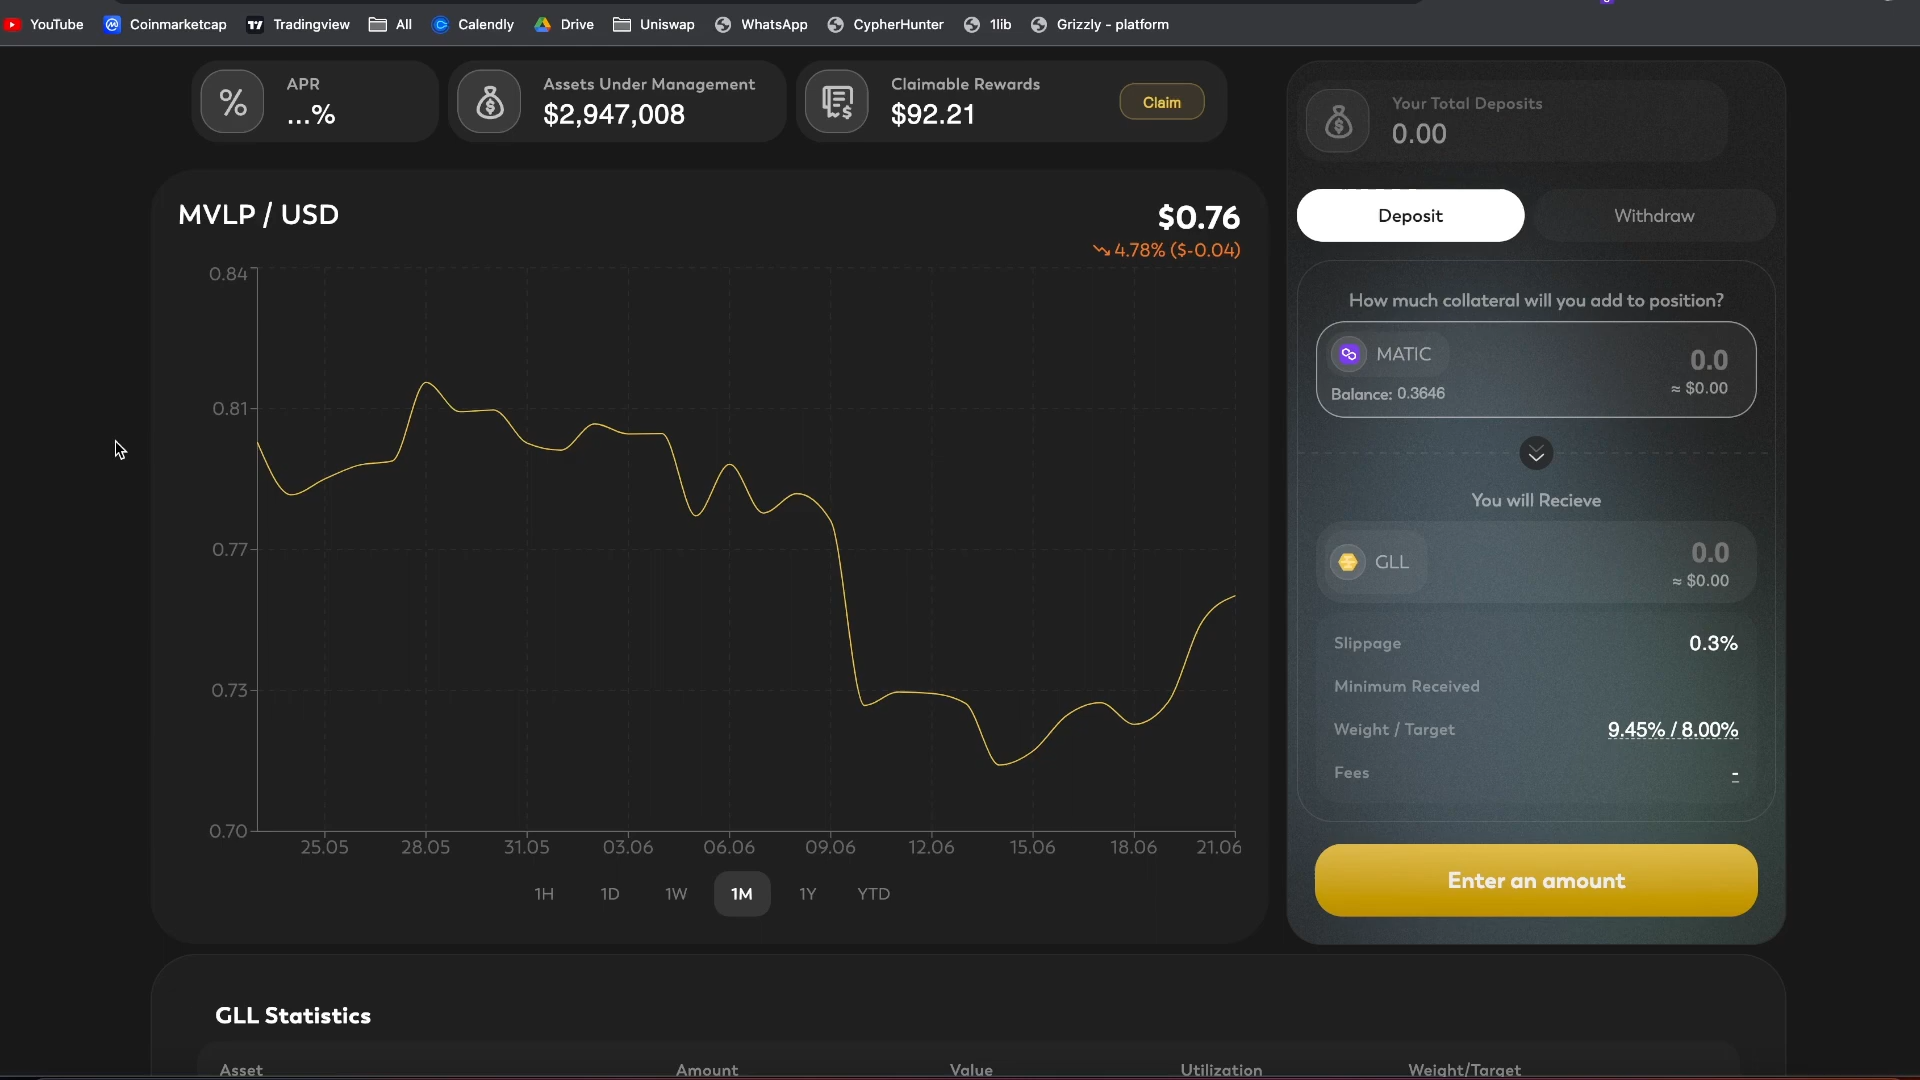 YouTube Coinmarketcap Tradingview All Calendly Drive Uniswap WhatsApp CypherHunter 1lib Grizzly - platform
APR
...%
Assets Under Management
$2,947,008
Claimable Rewards
$92.21
Claim
MVLP / USD
$0.76
4.78% ($-0.04)
0.84
0.81
0.77
0.73
0.70
25.05 28.05 31.05 03.06 06.06 09.06 12.06 15.06 18.06 21.06
1H 1D 1W 1M 1Y YTD
Your Total Deposits
0.00
Deposit Withdraw
How much collateral will you add to position?
MATIC 0.0
Balance: 0.3646 ≈ $0.00
You will Recieve
GLL 0.0
≈ $0.00
Slippage 0.3%
Minimum Received
Weight / Target 9.45% / 8.00%
Fees -
Enter an amount
GLL Statistics
Asset Amount Value Utilization Weight/Target